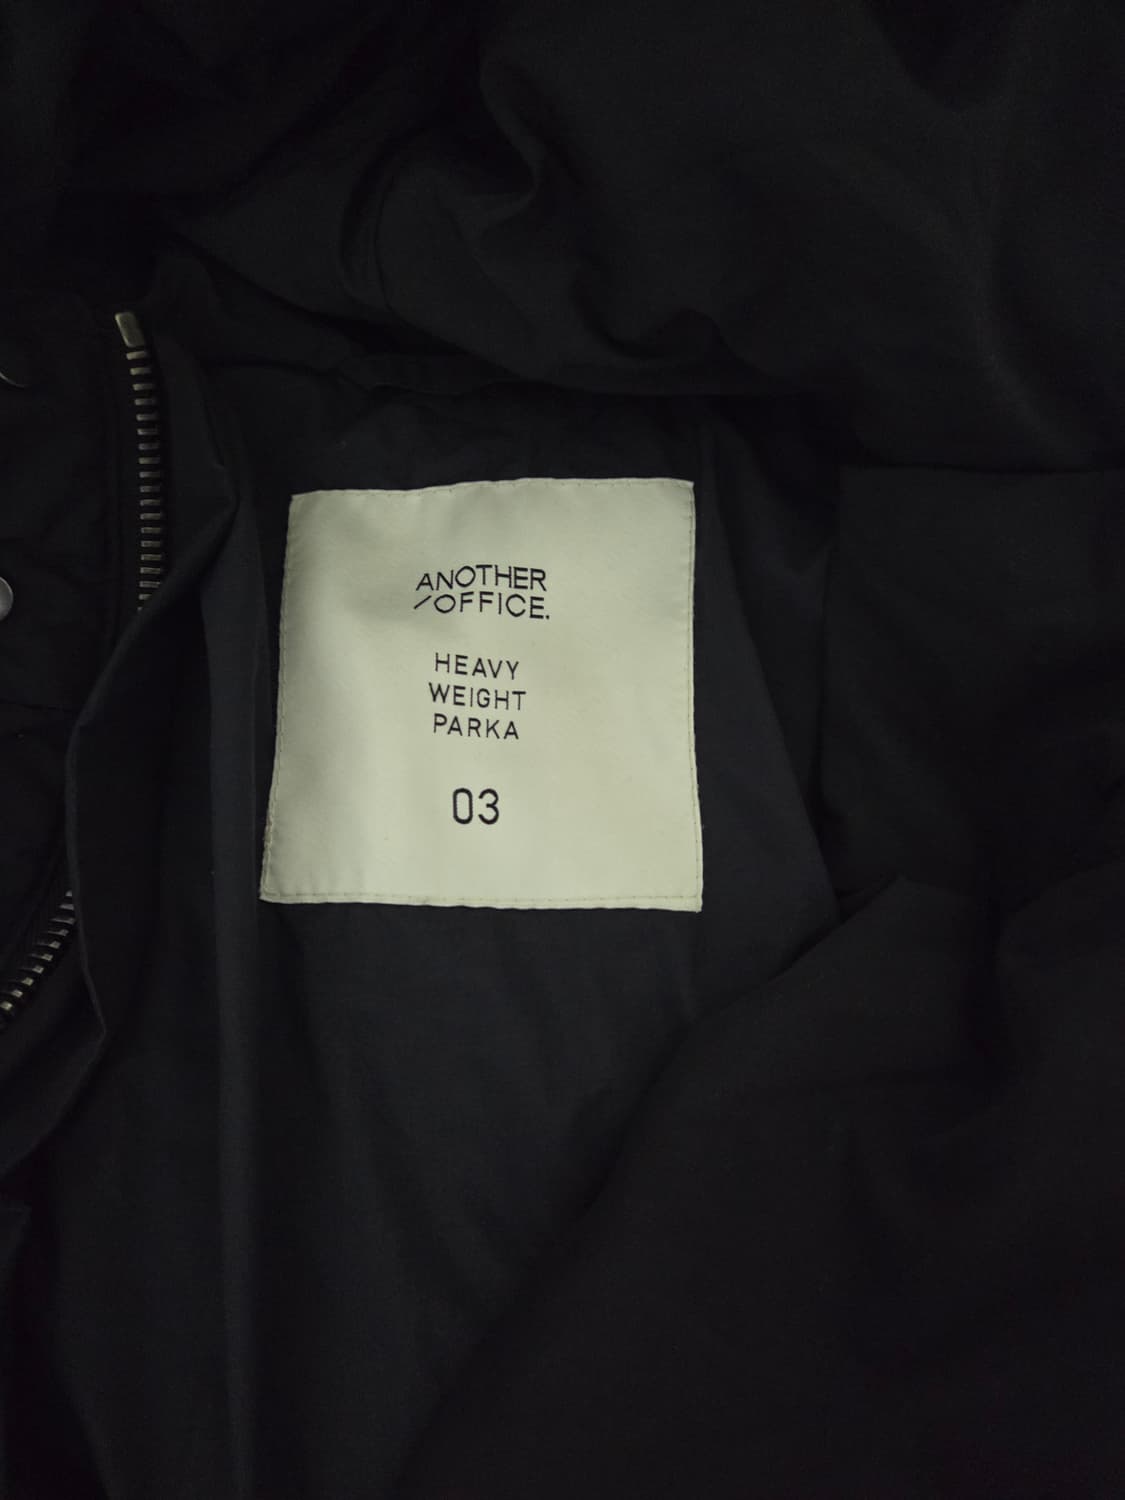 ANOTHER
/OFFICE.
HEAVY
WEIGHT
PARKA
03